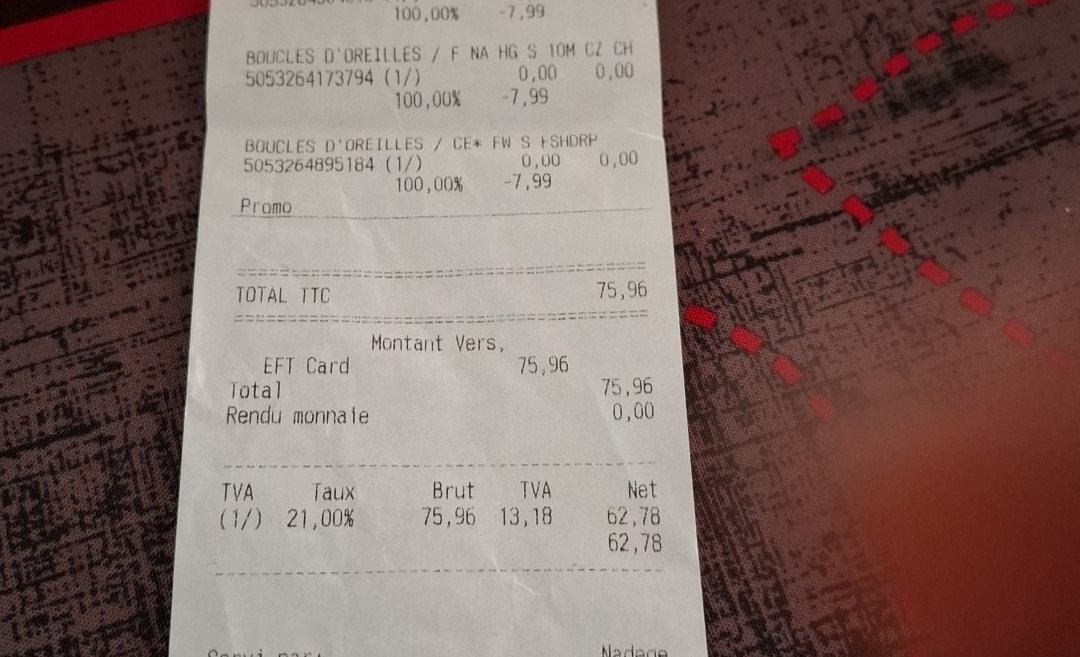 100,00% -7,99
BOUCLES D'OREILLES / F NA HG S 10M CZ CH
5053264173794 (1/) 0,00 0,00
100,00% -7,99
BOUCLES D'OREILLES / CE* FW S FSHDRP
5053264895184 (1/) 0,00 0,00
100,00% -7,99
Promo
TOTAL TTC 75,96
Montant Vers,
EFT Card 75,96
Total 75,96
Rendu monnaie 0,00
TVA Taux Brut TVA Net
(1/) 21,00% 75,96 13,18 62,78
62,78
Nadege